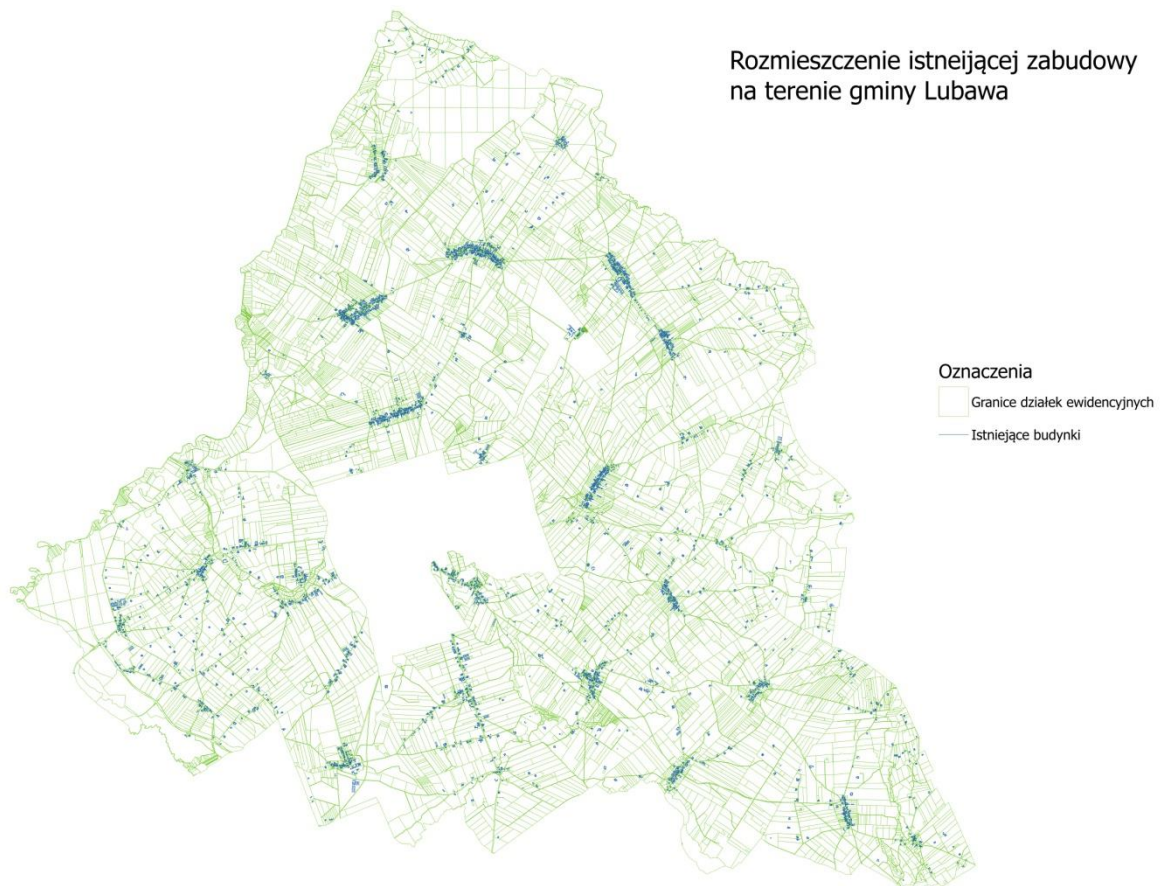 Rozmieszczenie istneijącej zabudowy
na terenie gminy Lubawa
Oznaczenia
Granice działek ewidencyjnych
Istniejące budynki